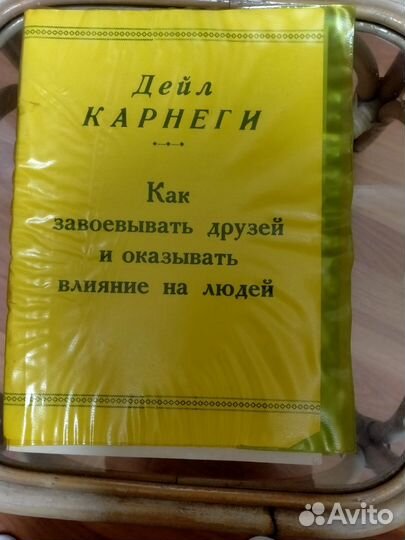 Дейл
КАРНЕГИ
Как
завоевывать друзей
и оказывать
влияние на людей
Avito